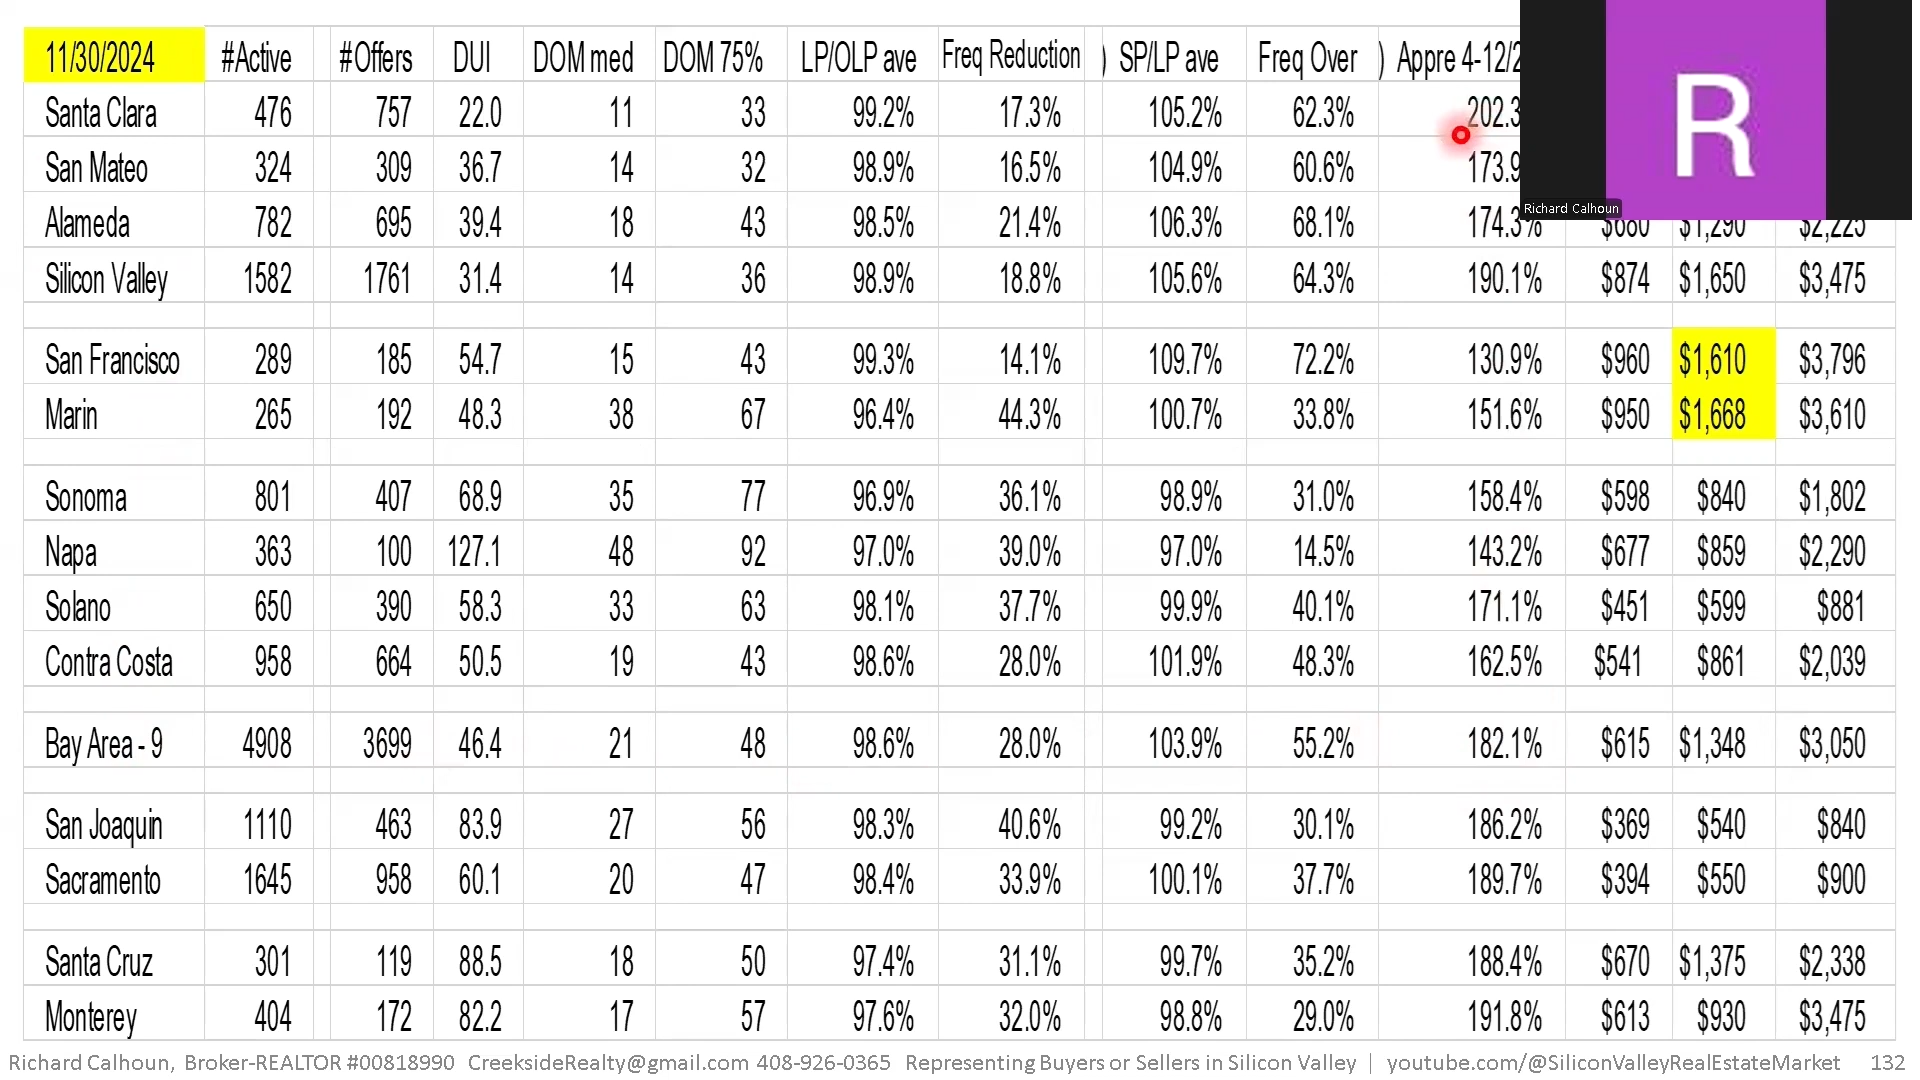 11/30/2024 #Active #Offers DUI DOM med DOM 75% LP/OLP ave Freq Reduction ) SP/LP ave Freq Over ) Appre 4-12/2
Santa Clara 476 757 22.0 11 33 99.2% 17.3% 105.2% 62.3% 202.3
San Mateo 324 309 36.7 14 32 98.9% 16.5% 104.9% 60.6% 173.9
R
Richard Calhoun
Alameda 782 695 39.4 18 43 98.5% 21.4% 106.3% 68.1% 174.3% $680 $1,290 $2,225
Silicon Valley 1582 1761 31.4 14 36 98.9% 18.8% 105.6% 64.3% 190.1% $874 $1,650 $3,475
San Francisco 289 185 54.7 15 43 99.3% 14.1% 109.7% 72.2% 130.9% $960 $1,610 $3,796
Marin 265 192 48.3 38 67 96.4% 44.3% 100.7% 33.8% 151.6% $950 $1,668 $3,610
Sonoma 801 407 68.9 35 77 96.9% 36.1% 98.9% 31.0% 158.4% $598 $840 $1,802
Napa 363 100 127.1 48 92 97.0% 39.0% 97.0% 14.5% 143.2% $677 $859 $2,290
Solano 650 390 58.3 33 63 98.1% 37.7% 99.9% 40.1% 171.1% $451 $599 $881
Contra Costa 958 664 50.5 19 43 98.6% 28.0% 101.9% 48.3% 162.5% $541 $861 $2,039
Bay Area - 9 4908 3699 46.4 21 48 98.6% 28.0% 103.9% 55.2% 182.1% $615 $1,348 $3,050
San Joaquin 1110 463 83.9 27 56 98.3% 40.6% 99.2% 30.1% 186.2% $369 $540 $840
Sacramento 1645 958 60.1 20 47 98.4% 33.9% 100.1% 37.7% 189.7% $394 $550 $900
Santa Cruz 301 119 88.5 18 50 97.4% 31.1% 99.7% 35.2% 188.4% $670 $1,375 $2,338
Monterey 404 172 82.2 17 57 97.6% 32.0% 98.8% 29.0% 191.8% $613 $930 $3,475
Richard Calhoun, Broker-REALTOR #00818990 CreeksideRealty@gmail.com 408-926-0365 Representing Buyers or Sellers in Silicon Valley | youtube.com/@SiliconValleyRealEstateMarket 132